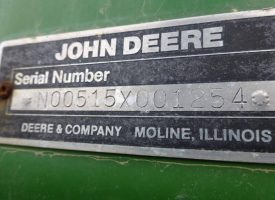 JOHN DEERE
Serial Number
*N00515X001254*
DEERE & COMPANY MOLINE, ILLINOIS